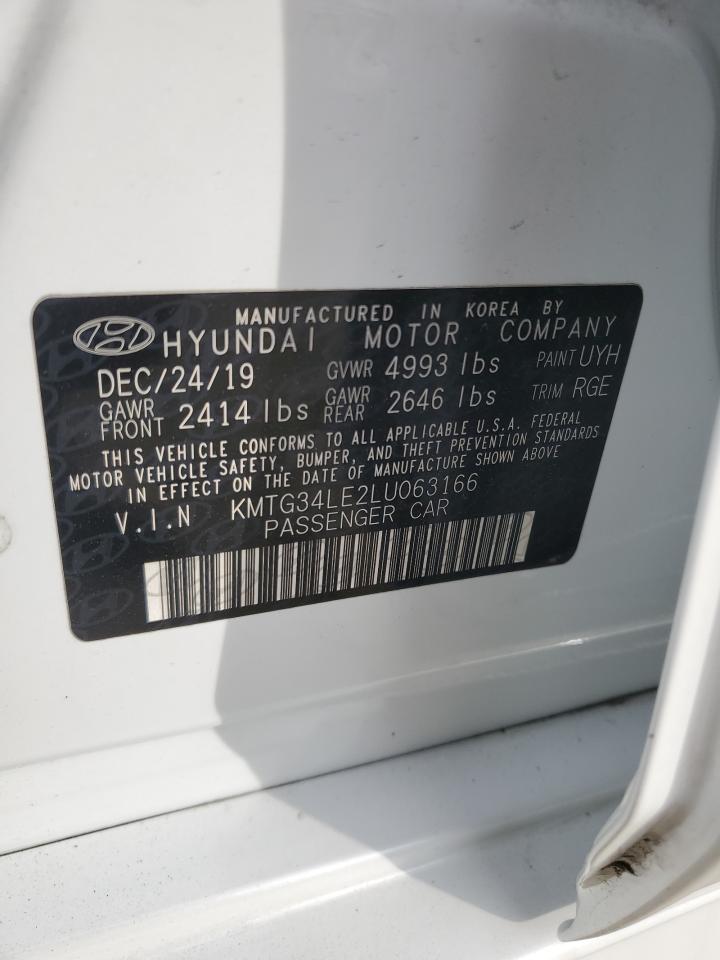 MANUFACTURED IN KOREA BY
HYUNDAI MOTOR COMPANY
DEC/24/19 GVWR 4993 lbs PAINT UYH
GAWR FRONT 2414 lbs GAWR REAR 2646 lbs TRIM RGE
THIS VEHICLE CONFORMS TO ALL APPLICABLE U.S.A. FEDERAL
MOTOR VEHICLE SAFETY, BUMPER, AND THEFT PREVENTION STANDARDS
IN EFFECT ON THE DATE OF MANUFACTURE SHOWN ABOVE
V.I.N KMTG34LE2LU063166
PASSENGER CAR